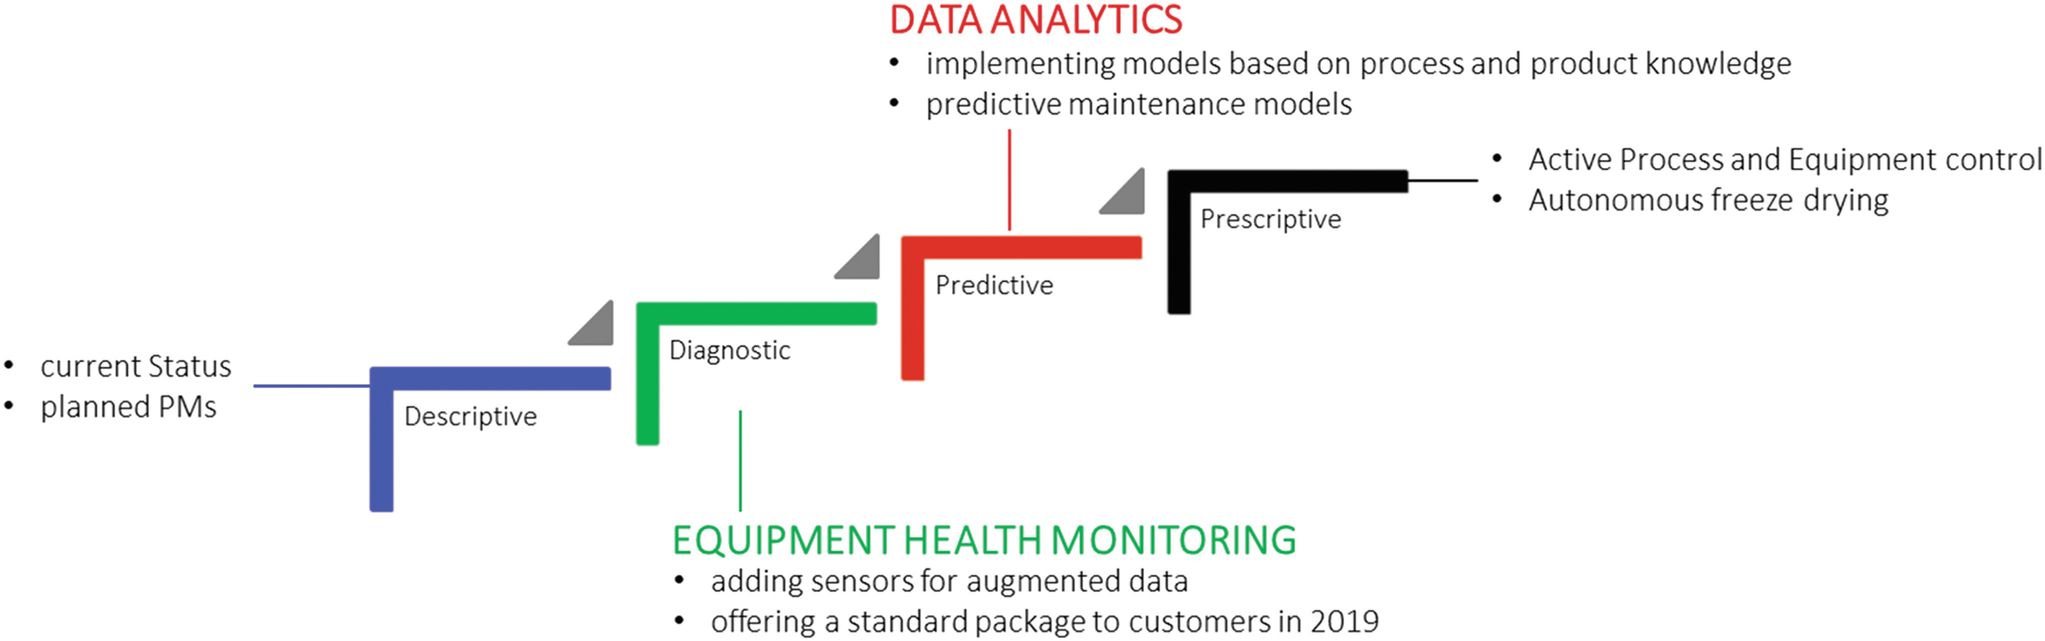 DATA ANALYTICS
• implementing models based on process and product knowledge
• predictive maintenance models
• Active Process and Equipment control
• Autonomous freeze drying
Prescriptive
Predictive
Diagnostic
• current Status
• planned PMs
Descriptive
EQUIPMENT HEALTH MONITORING
• adding sensors for augmented data
• offering a standard package to customers in 2019